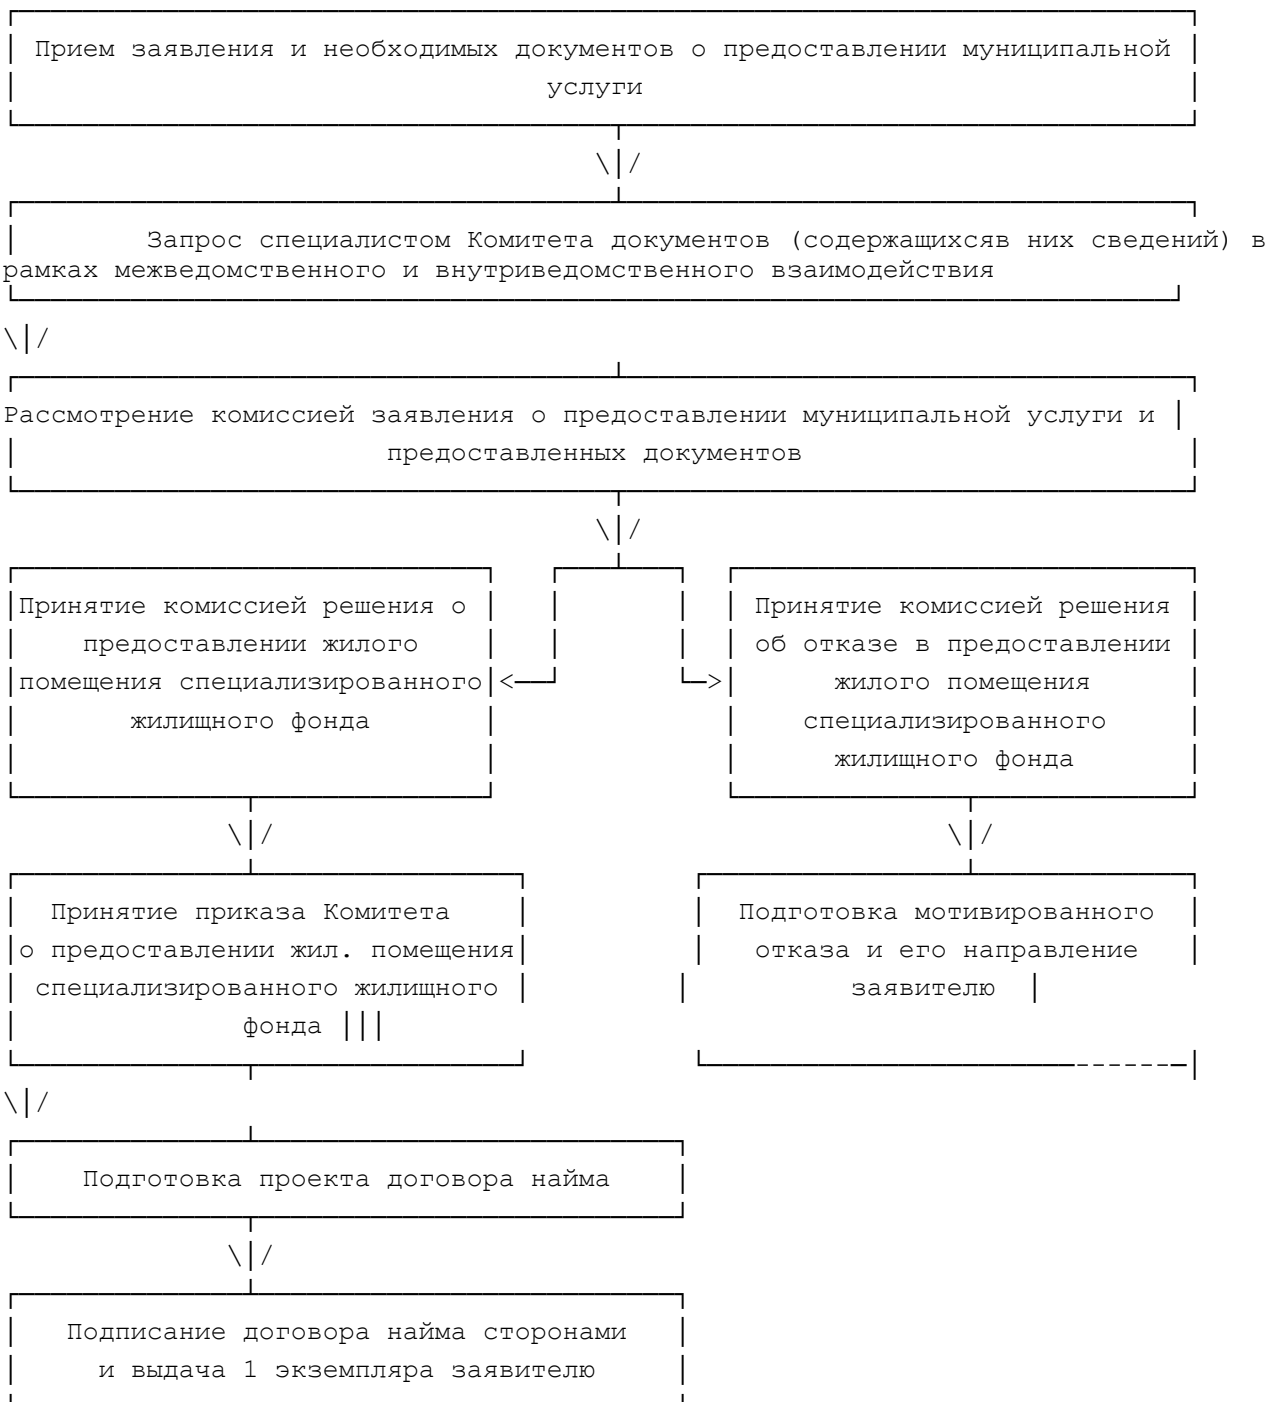 Прием заявления и необходимых документов о предоставлении муниципальной
услуги
Запрос специалистом Комитета документов (содержащихсяв них сведений) в
рамках межведомственного и внутриведомственного взаимодействия
Рассмотрение комиссией заявления о предоставлении муниципальной услуги и
предоставленных документов
Принятие комиссией решения о
предоставлении жилого
помещения специализированного
жилищного фонда
Принятие комиссией решения
об отказе в предоставлении
жилого помещения
специализированного
жилищного фонда
Принятие приказа Комитета
о предоставлении жил. помещения
специализированного жилищного
фонда
Подготовка мотивированного
отказа и его направление
заявителю
Подготовка проекта договора найма
Подписание договора найма сторонами
и выдача 1 экземпляра заявителю